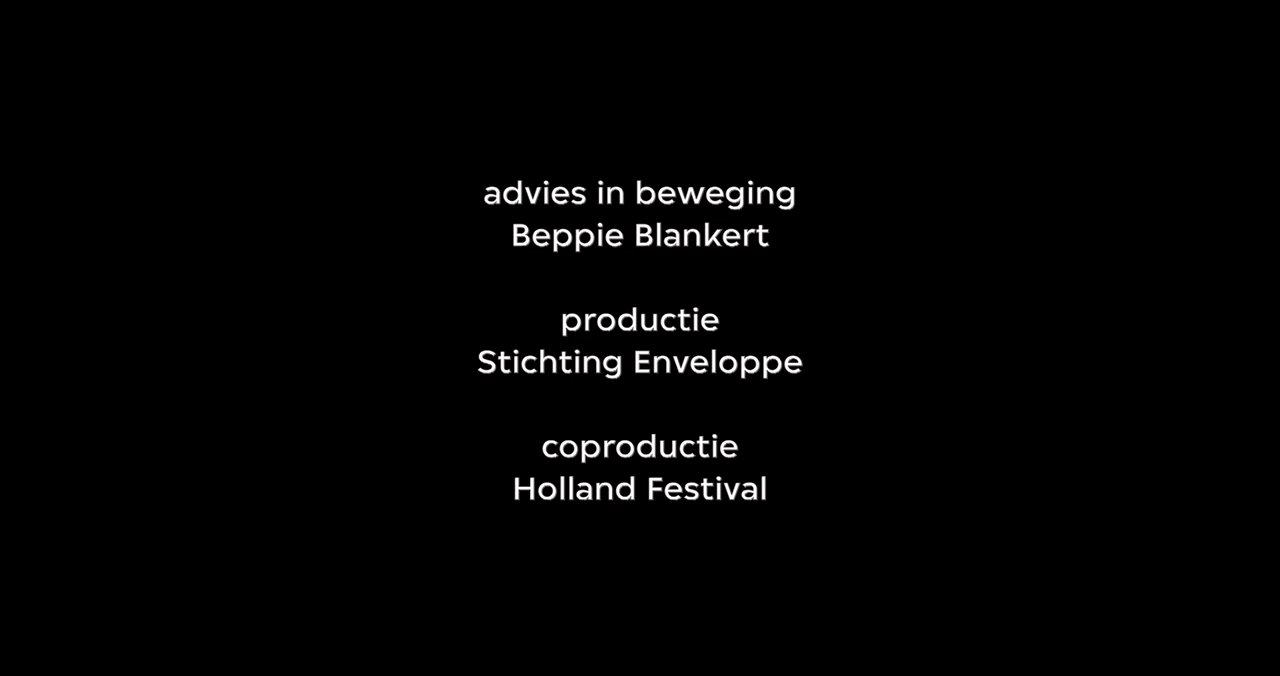 advies in beweging
Beppie Blankert
productie
Stichting Enveloppe
coproductie
Holland Festival